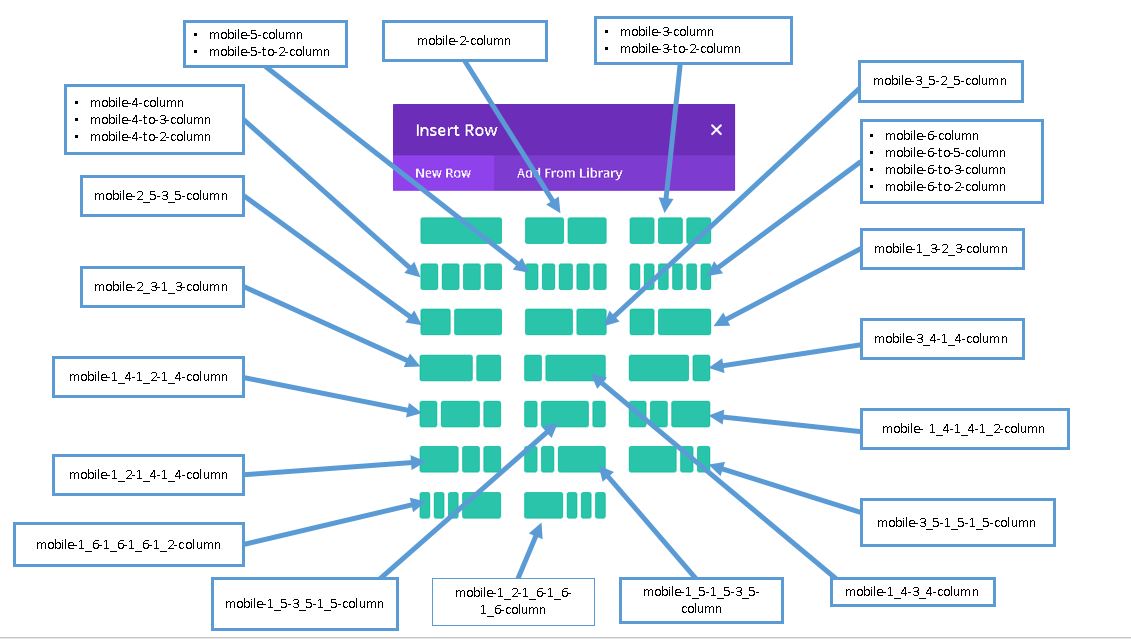 • mobile-5-column
• mobile-5-to-2-column
mobile-2-column
• mobile-3-column
• mobile-3-to-2-column
mobile-3_5-2_5-column
• mobile-4-column
• mobile-4-to-3-column
• mobile-4-to-2-column
Insert Row ×
New Row Add From Library
• mobile-6-column
• mobile-6-to-5-column
• mobile-6-to-3-column
• mobile-6-to-2-column
mobile-2_5-3_5-column
mobile-1_3-2_3-column
mobile-2_3-1_3-column
mobile-3_4-1_4-column
mobile-1_4-1_2-1_4-column
mobile- 1_4-1_4-1_2-column
mobile-1_2-1_4-1_4-column
mobile-3_5-1_5-1_5-column
mobile-1_6-1_6-1_6-1_2-column
mobile-1_5-3_5-1_5-column
mobile-1_2-1_6-1_6-
1_6-column
mobile-1_5-1_5-3_5-
column
mobile-1_4-3_4-column